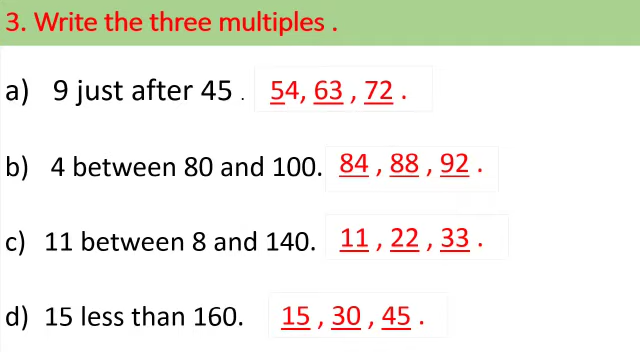 3. Write the three multiples .
a) 9 just after 45 . 54, 63 , 72 .
b) 4 between 80 and 100. 84 , 88 , 92 .
c) 11 between 8 and 140. 11 , 22 , 33 .
d) 15 less than 160. 15 , 30 , 45 .